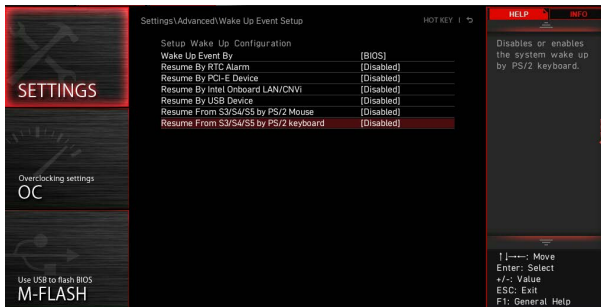 Settings\Advanced\Wake Up Event Setup
HOT KEY |
HELP
INFO
Setup Wake Up Configuration
Wake Up Event By [BIOS]
Resume By RTC Alarm [Disabled]
Resume By PCI-E Device [Disabled]
Resume By Intel Onboard LAN/CNVi [Disabled]
Resume By USB Device [Disabled]
Resume From S3/S4/S5 by PS/2 Mouse [Disabled]
Resume From S3/S4/S5 by PS/2 keyboard [Disabled]
SETTINGS
Overclocking settings
OC
Use USB to flash BIOS
M-FLASH
Disables or enables
the system wake up
by PS/2 keyboard.
↑↓→←: Move
Enter: Select
+/-: Value
ESC: Exit
F1: General Help